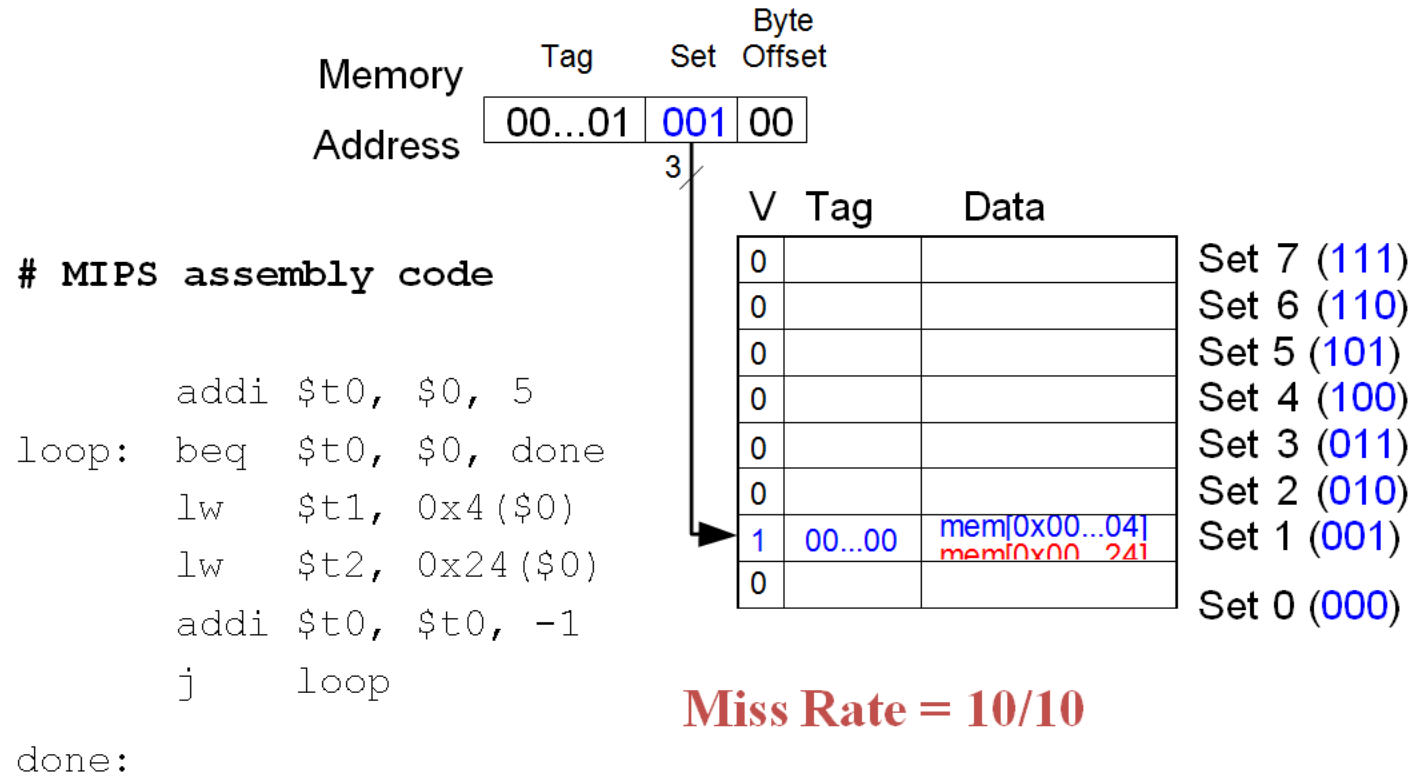 Byte
Tag Set Offset
Memory
Address
00...01 001 00
3
V Tag Data
0 Set 7 (111)
0 Set 6 (110)
0 Set 5 (101)
0 Set 4 (100)
0 Set 3 (011)
0 Set 2 (010)
1 00...00 mem[0x00...04] Set 1 (001)
mem[0x00...24]
0 Set 0 (000)
# MIPS assembly code
addi $t0, $0, 5
loop: beq $t0, $0, done
lw $t1, 0x4($0)
lw $t2, 0x24($0)
addi $t0, $t0, -1
j loop
done:
Miss Rate = 10/10